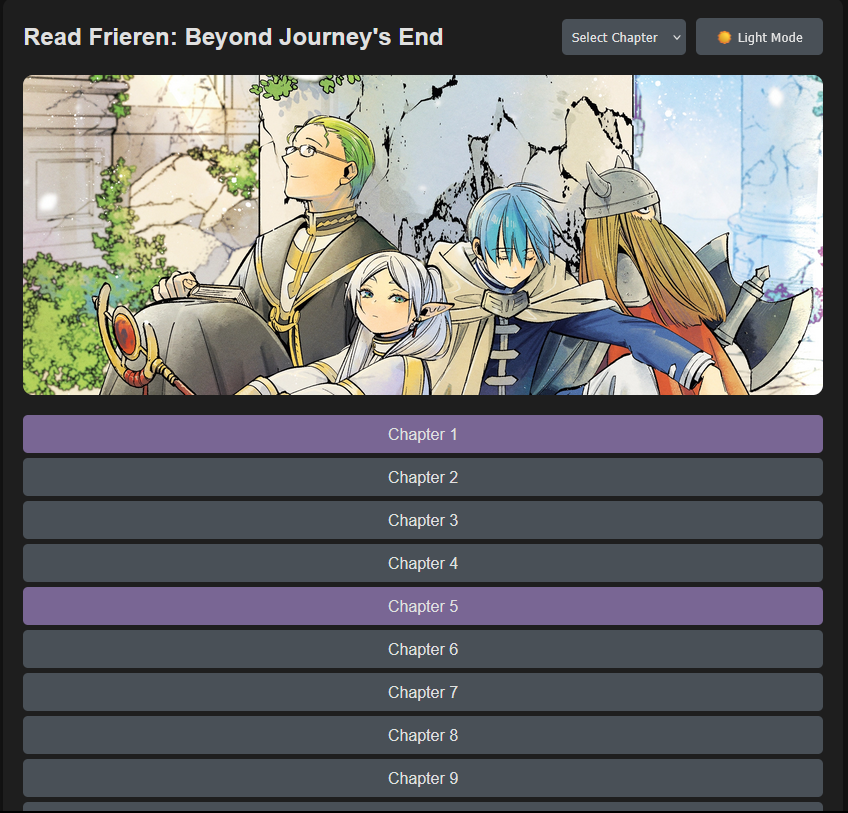 Read Frieren: Beyond Journey's End
Select Chapter
Light Mode
Chapter 1
Chapter 2
Chapter 3
Chapter 4
Chapter 5
Chapter 6
Chapter 7
Chapter 8
Chapter 9